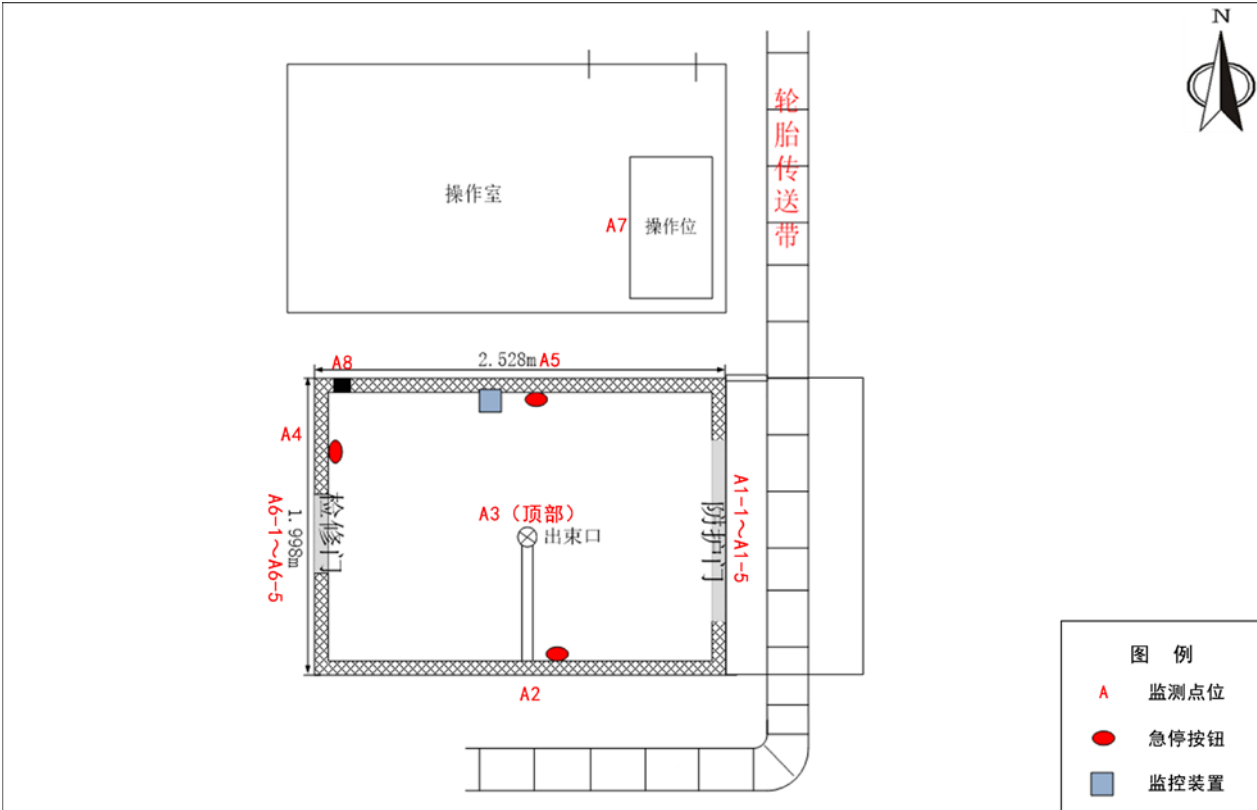 N
轮胎传送带
操作室
A7
操作位
A8
2.528m
A5
A4
A6-1～A6-5
1.998m
检修门
A3（顶部）
出束口
防护门
A1-1～A1-5
A2
图 例
A 监测点位
急停按钮
监控装置